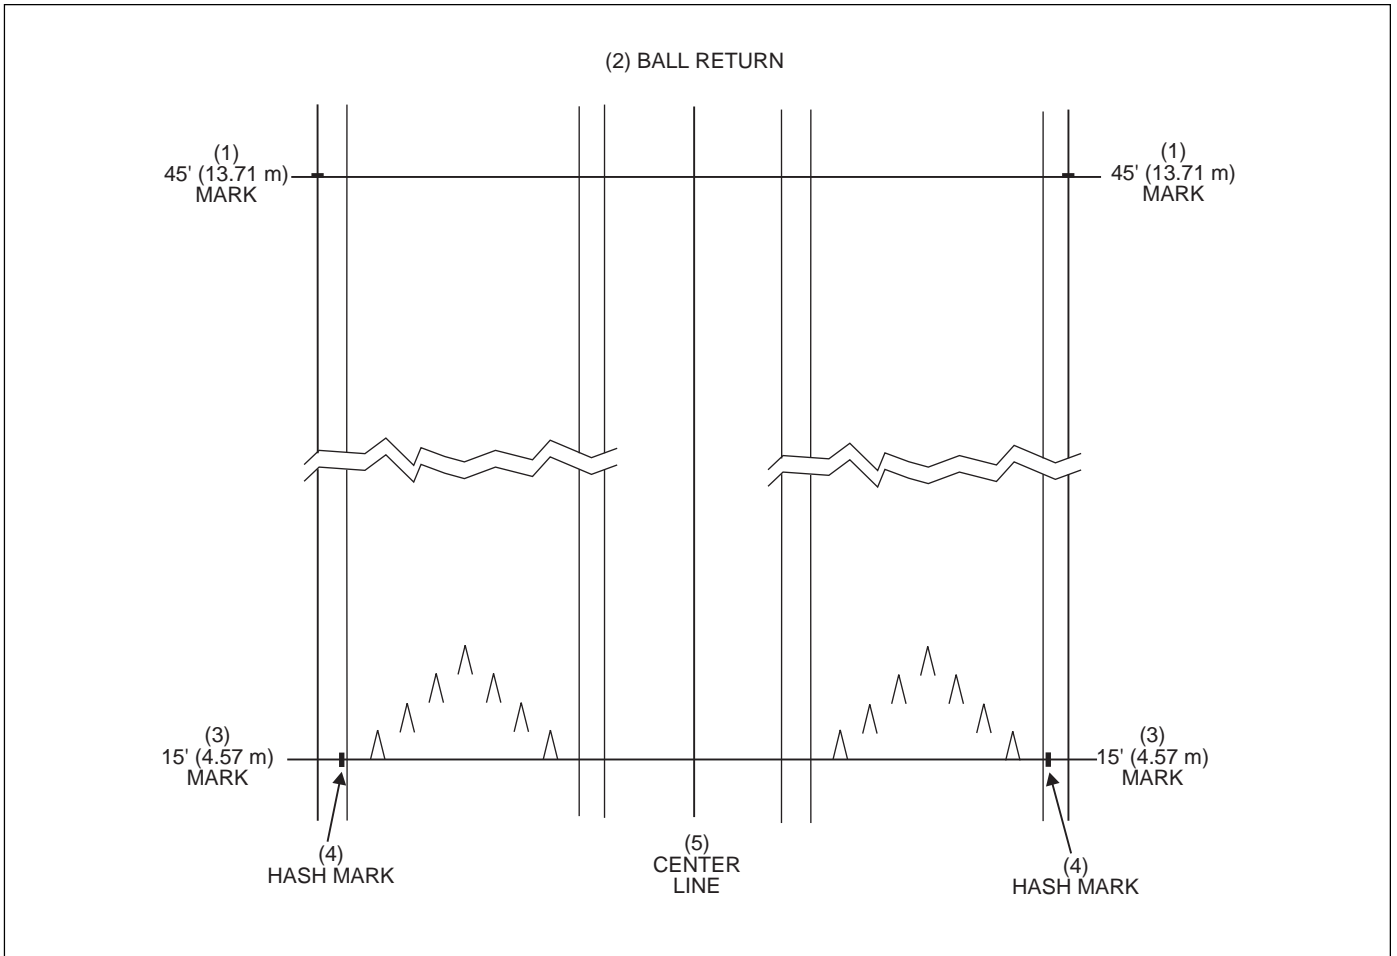 (2) BALL RETURN
(1)
45' (13.71 m)
MARK
(1)
45' (13.71 m)
MARK
(3)
15' (4.57 m)
MARK
(3)
15' (4.57 m)
MARK
(4)
HASH MARK
(5)
CENTER
LINE
(4)
HASH MARK